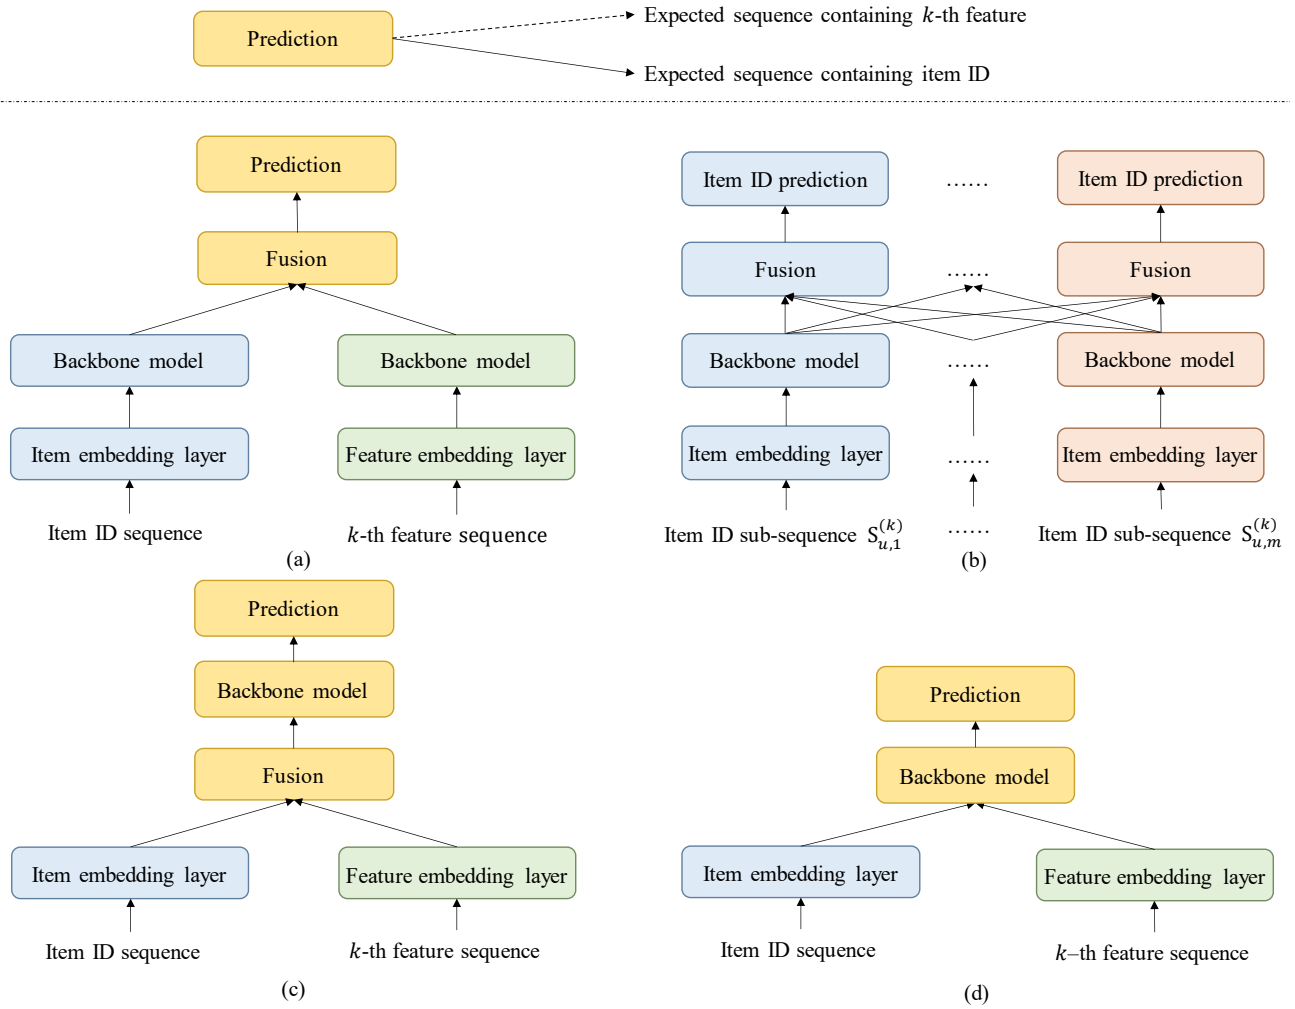 Prediction
Expected sequence containing k-th feature
Expected sequence containing item ID
Prediction
Fusion
Backbone model
Backbone model
Item embedding layer
Feature embedding layer
Item ID sequence
k-th feature sequence
(a)
Item ID prediction
......
Item ID prediction
Fusion
......
Fusion
Backbone model
......
Backbone model
Item embedding layer
......
Item embedding layer
Item ID sub-sequence S_{u,1}^{(k)}
......
Item ID sub-sequence S_{u,m}^{(k)}
(b)
Prediction
Backbone model
Fusion
Item embedding layer
Feature embedding layer
Item ID sequence
k-th feature sequence
(c)
Prediction
Backbone model
Item embedding layer
Feature embedding layer
Item ID sequence
k–th feature sequence
(d)